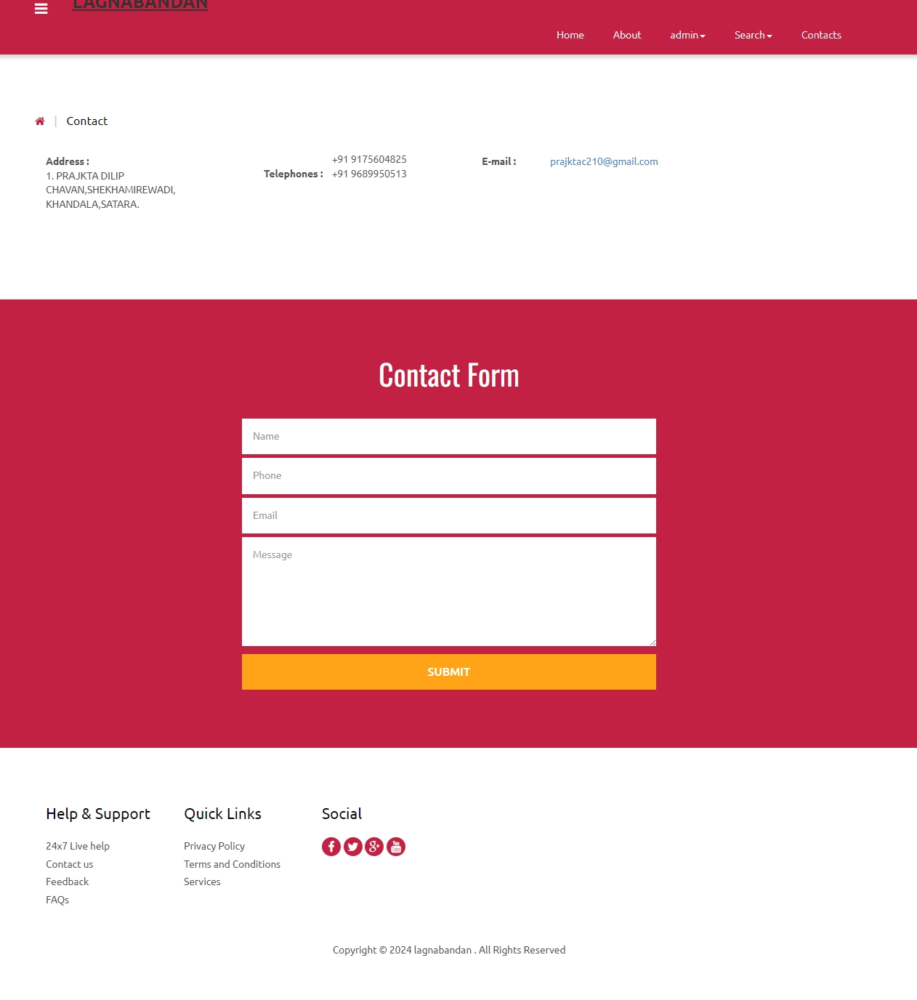 LAGNABANDAN
Home About admin Search Contacts
| Contact
Address :
1. PRAJKTA DILIP
CHAVAN,SHEKHAMIREWADI,
KHANDALA,SATARA.
+91 9175604825
Telephones : +91 9689950513
E-mail : prajktac210@gmail.com
Contact Form
Name
Phone
Email
Message
SUBMIT
Help & Support
24x7 Live help
Contact us
Feedback
FAQs
Quick Links
Privacy Policy
Terms and Conditions
Services
Social
Copyright © 2024 lagnabandan . All Rights Reserved